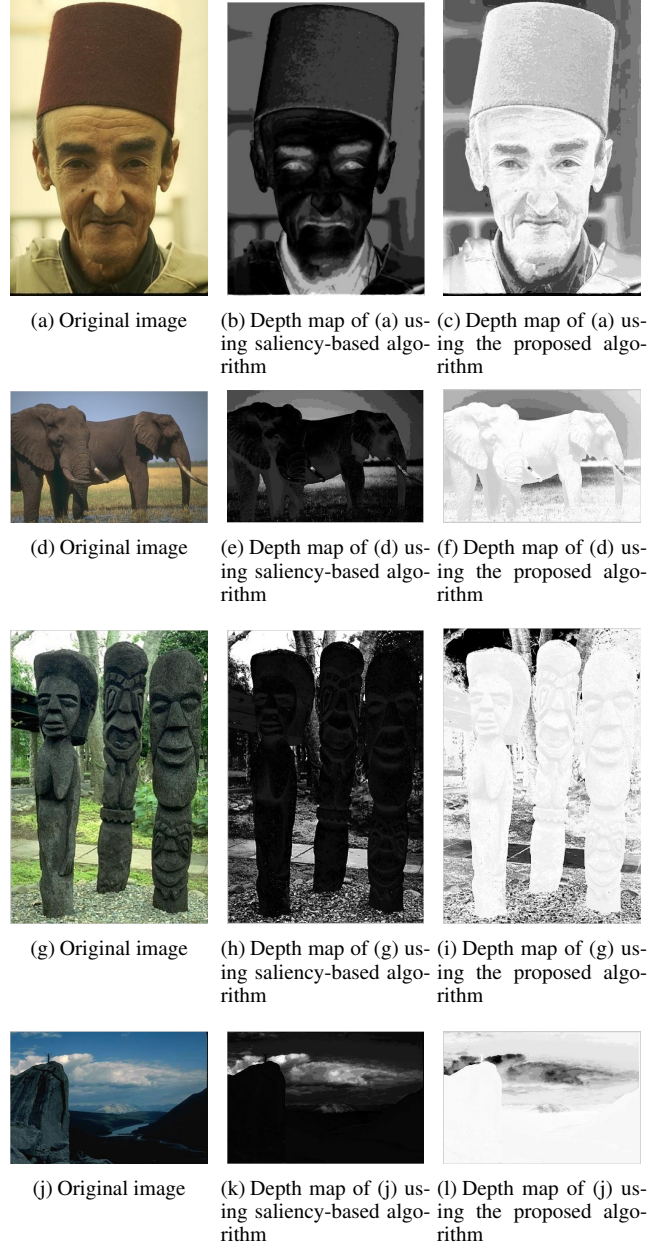 (a) Original image
(b) Depth map of (a) us-
ing saliency-based algo-
rithm
(c) Depth map of (a) us-
ing the proposed algo-
rithm
(d) Original image
(e) Depth map of (d) us-
ing saliency-based algo-
rithm
(f) Depth map of (d) us-
ing the proposed algo-
rithm
(g) Original image
(h) Depth map of (g) us-
ing saliency-based algo-
rithm
(i) Depth map of (g) us-
ing the proposed algo-
rithm
(j) Original image
(k) Depth map of (j) us-
ing saliency-based algo-
rithm
(l) Depth map of (j) us-
ing the proposed algo-
rithm